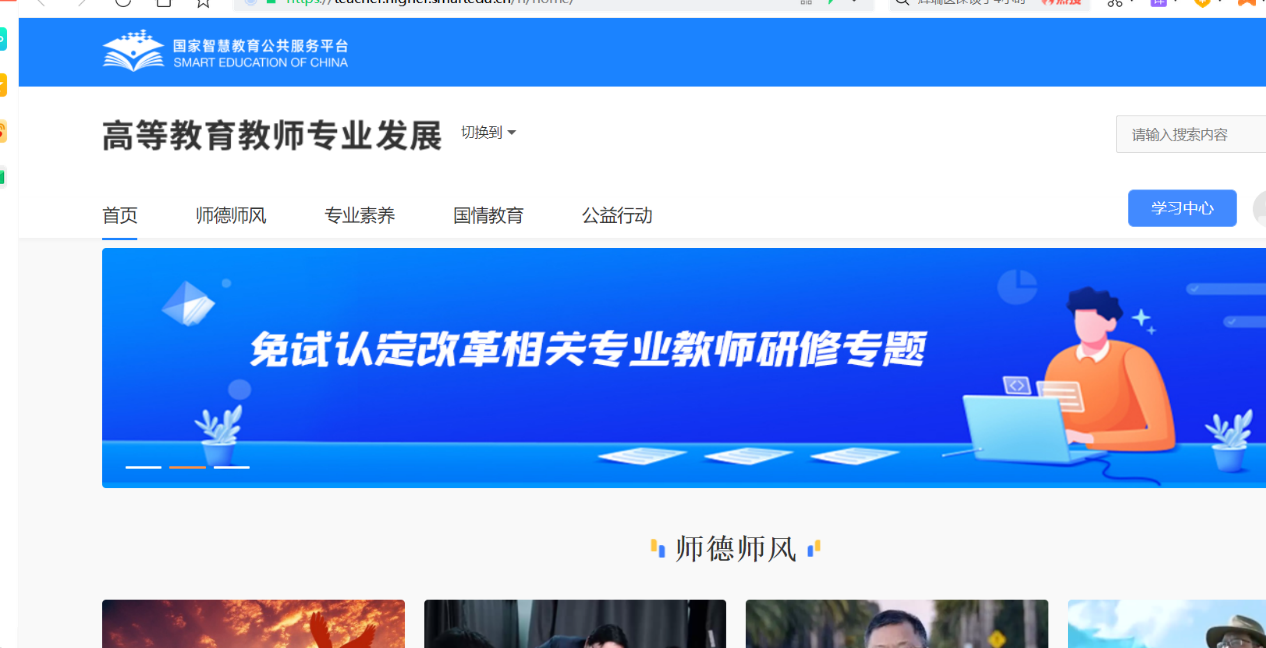 国家智慧教育公共服务平台
SMART EDUCATION OF CHINA
高等教育教师专业发展 切换到
请输入搜索内容
首页 师德师风 专业素养 国情教育 公益行动 学习中心
免试认定改革相关专业教师研修专题
师德师风